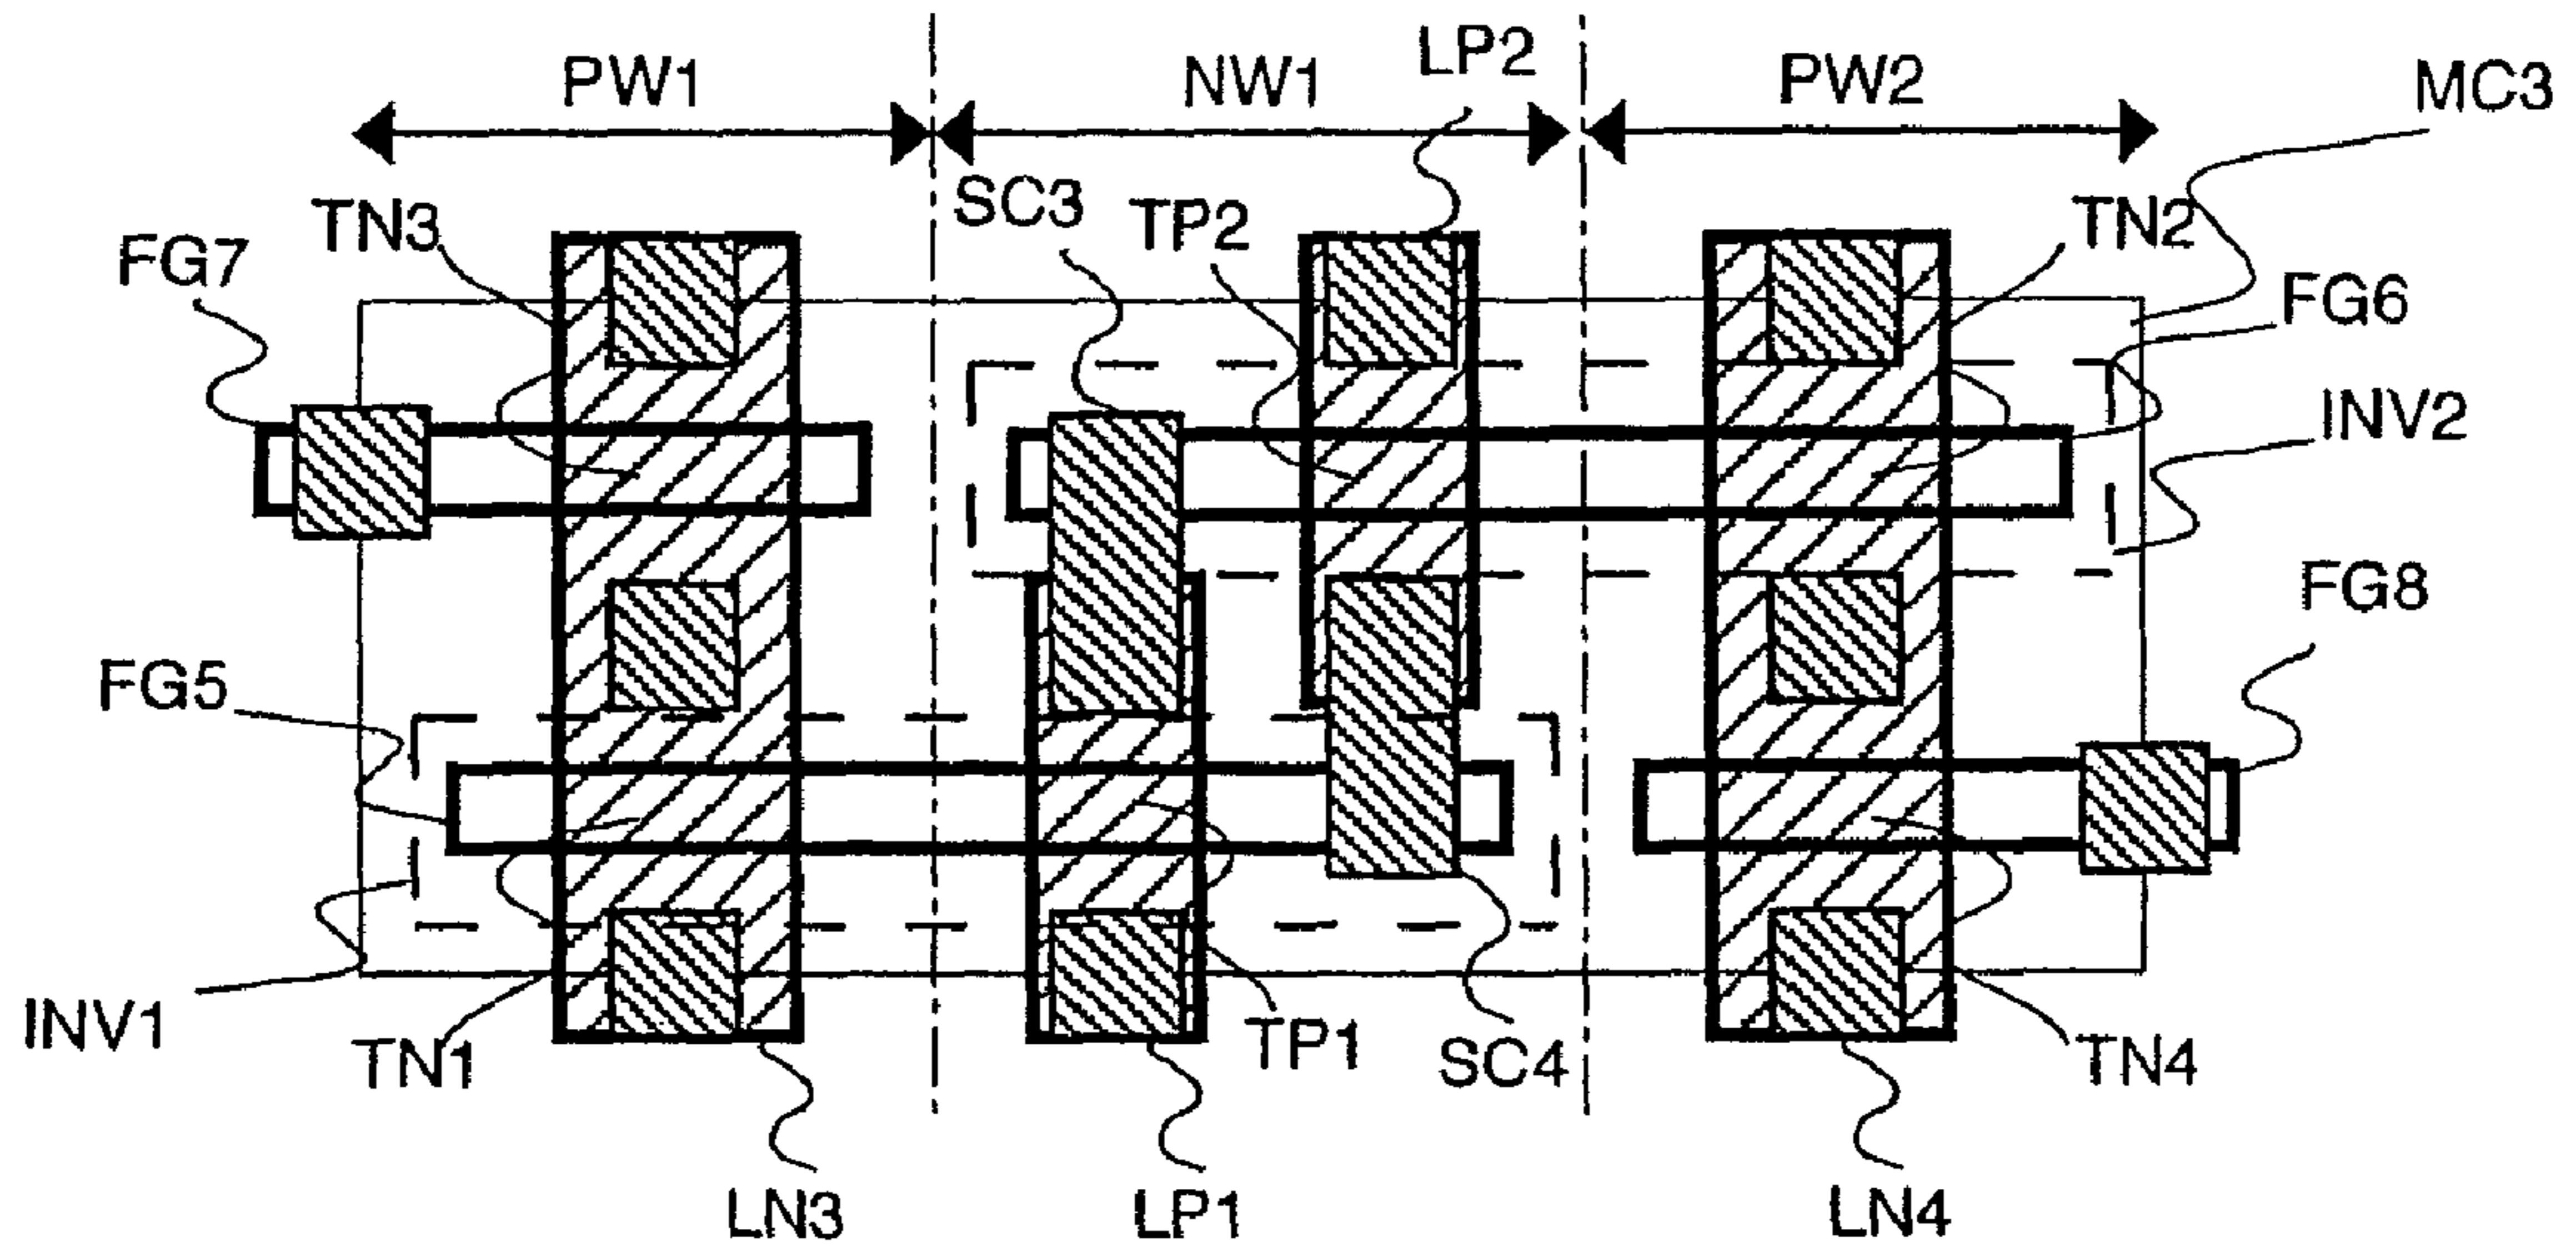 LP2
PW1
NW1
PW2
MC3
SC3
TN3
TP2
TN2
FG7
FG6
INV2
FG8
FG5
INV1
TN1
TP1
SC4
TN4
LN3
LP1
LN4